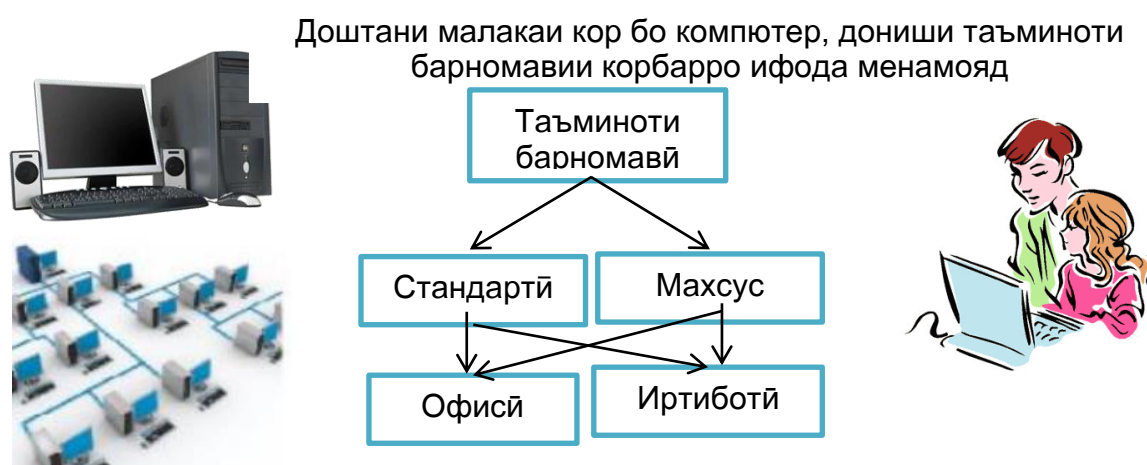 Доштани малакаи кор бо компютер, дониши таъминоти
барномавии корбарро ифода менамояд
Таъминоти
барномавӣ
Стандартӣ
Махсус
Офисӣ
Иртиботӣ